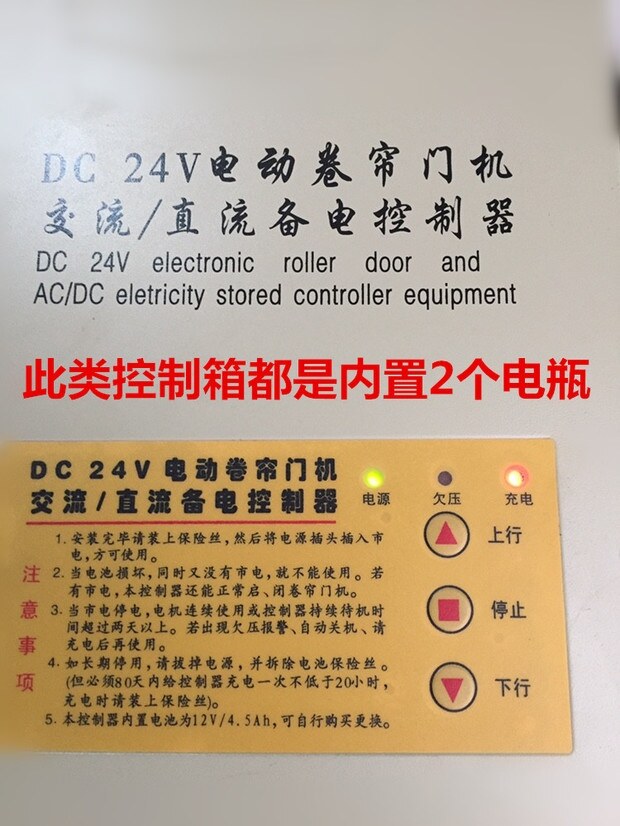 DC 24V 电动卷帘门机
交流/直流备电控制器
DC 24V electronic roller door and
AC/DC eletricity stored controller equipment
此类控制箱都是内置2个电瓶
DC 24V 电动卷帘门机
交流/直流备电控制器
电源 欠压 充电
注意事项
1. 安装完毕请装上保险丝,然后将电源插头插入市
电,方可使用。
2. 当电池损坏,同时又没有市电,就不能使用。若
有市电,本控制器还能正常启、闭卷帘门机。
3. 当市电停电,电机连续使用或控制器持续待机时
间超过两天以上。若出现欠压报警、自动关机、请
充电后再使用。
4. 如长期停用,请拔掉电源,并拆除电池保险丝。
(但必须80天内给控制器充电一次不低于20小时,
充电时请装上保险丝)。
5. 本控制器内置电池为12V/4.5Ah,可自行购买更换。
上行
停止
下行